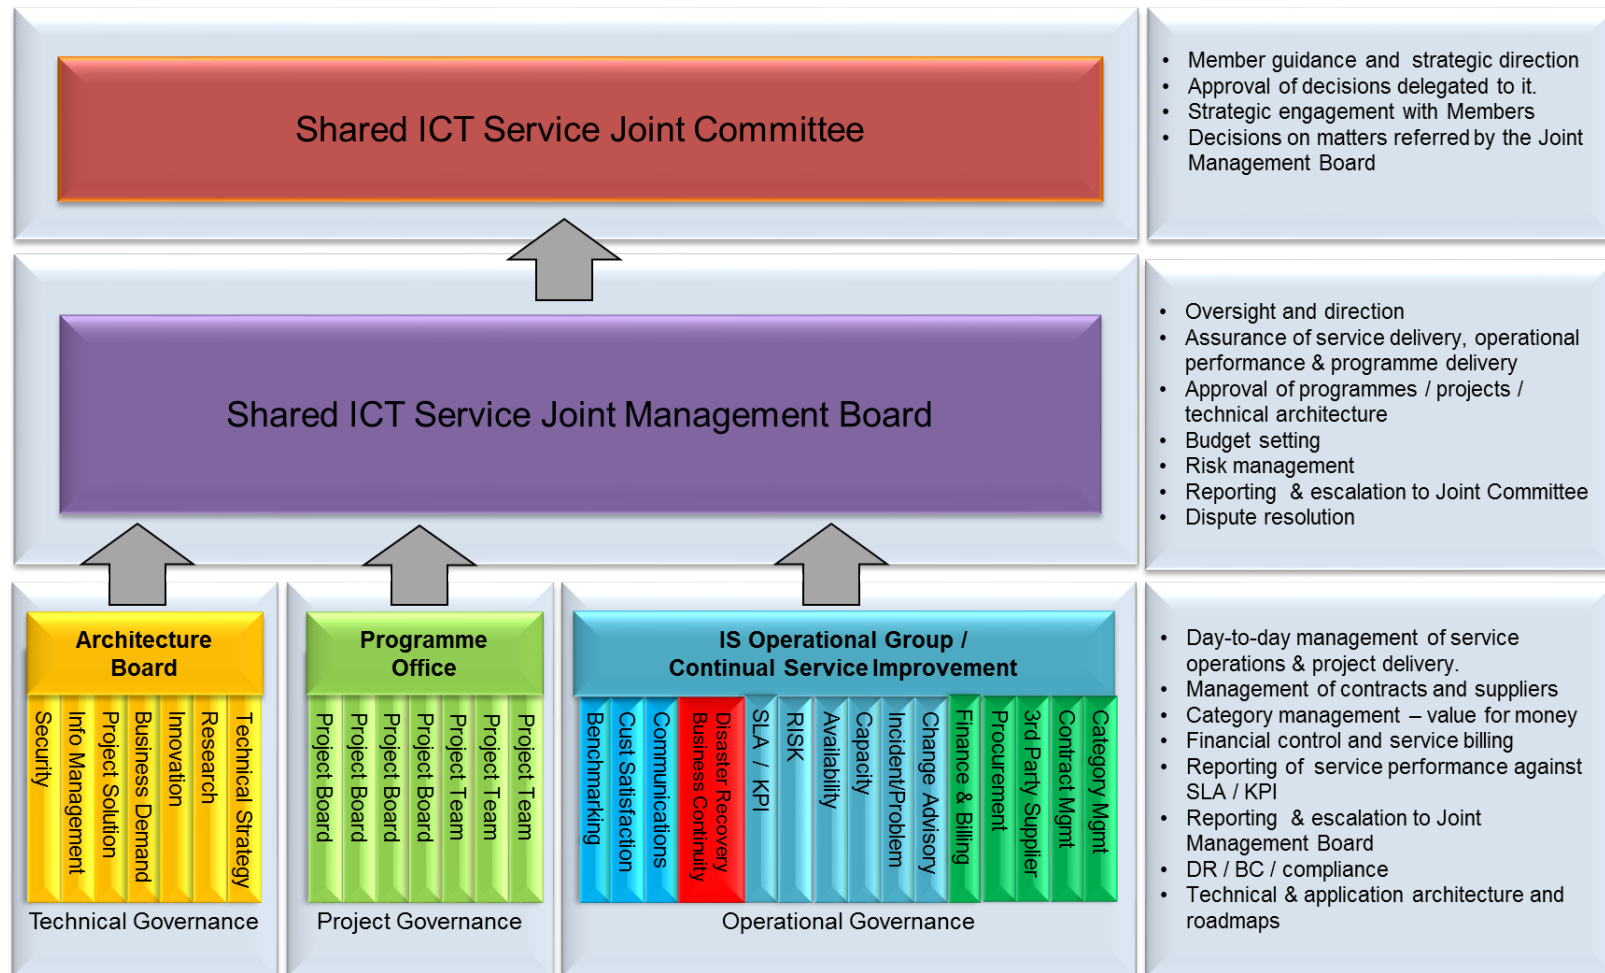 Shared ICT Service Joint Committee
• Member guidance and strategic direction
• Approval of decisions delegated to it.
• Strategic engagement with Members
• Decisions on matters referred by the Joint
Management Board
Shared ICT Service Joint Management Board
• Oversight and direction
• Assurance of service delivery, operational
performance & programme delivery
• Approval of programmes / projects /
technical architecture
• Budget setting
• Risk management
• Reporting & escalation to Joint Committee
• Dispute resolution
Architecture
Board
Security
Info Management
Project Solution
Business Demand
Innovation
Research
Technical Strategy
Technical Governance
Programme
Office
Project Board
Project Board
Project Board
Project Board
Project Team
Project Team
Project Team
Project Governance
IS Operational Group /
Continual Service Improvement
Benchmarking
Cust Satisfaction
Communications
Disaster Recovery
Business Continuity
SLA / KPI
RISK
Availability
Capacity
Incident/Problem
Change Advisory
Finance & Billing
Procurement
3rd Party Supplier
Contract Mgmt
Category Mgmt
Operational Governance
• Day-to-day management of service
operations & project delivery.
• Management of contracts and suppliers
• Category management – value for money
• Financial control and service billing
• Reporting of service performance against
SLA / KPI
• Reporting & escalation to Joint
Management Board
• DR / BC / compliance
• Technical & application architecture and
roadmaps